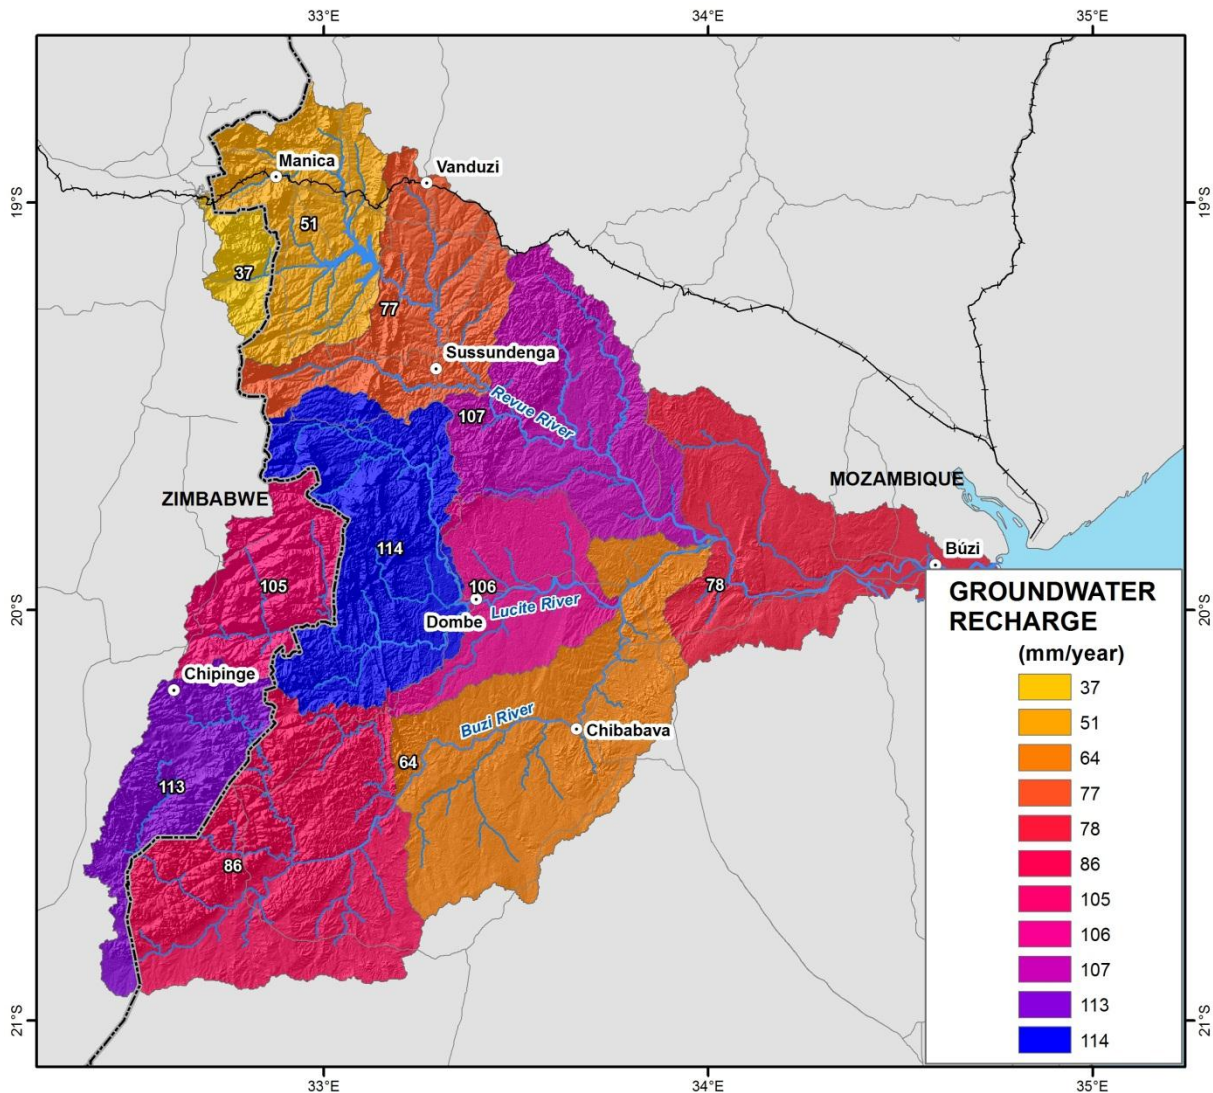 33°E
34°E
35°E
Manica
Vanduzi
19°S
19°S
51
37
77
Sussundenga
Revue River
107
ZIMBABWE
MOZAMBIQUE
114
Búzi
105
106
78
20°S
20°S
Lucite River
Dombe
Chipinge
Buzi River
Chibabava
64
113
86
GROUNDWATER
RECHARGE
(mm/year)
37
51
64
77
78
86
105
106
107
113
114
21°S
21°S
33°E
34°E
35°E